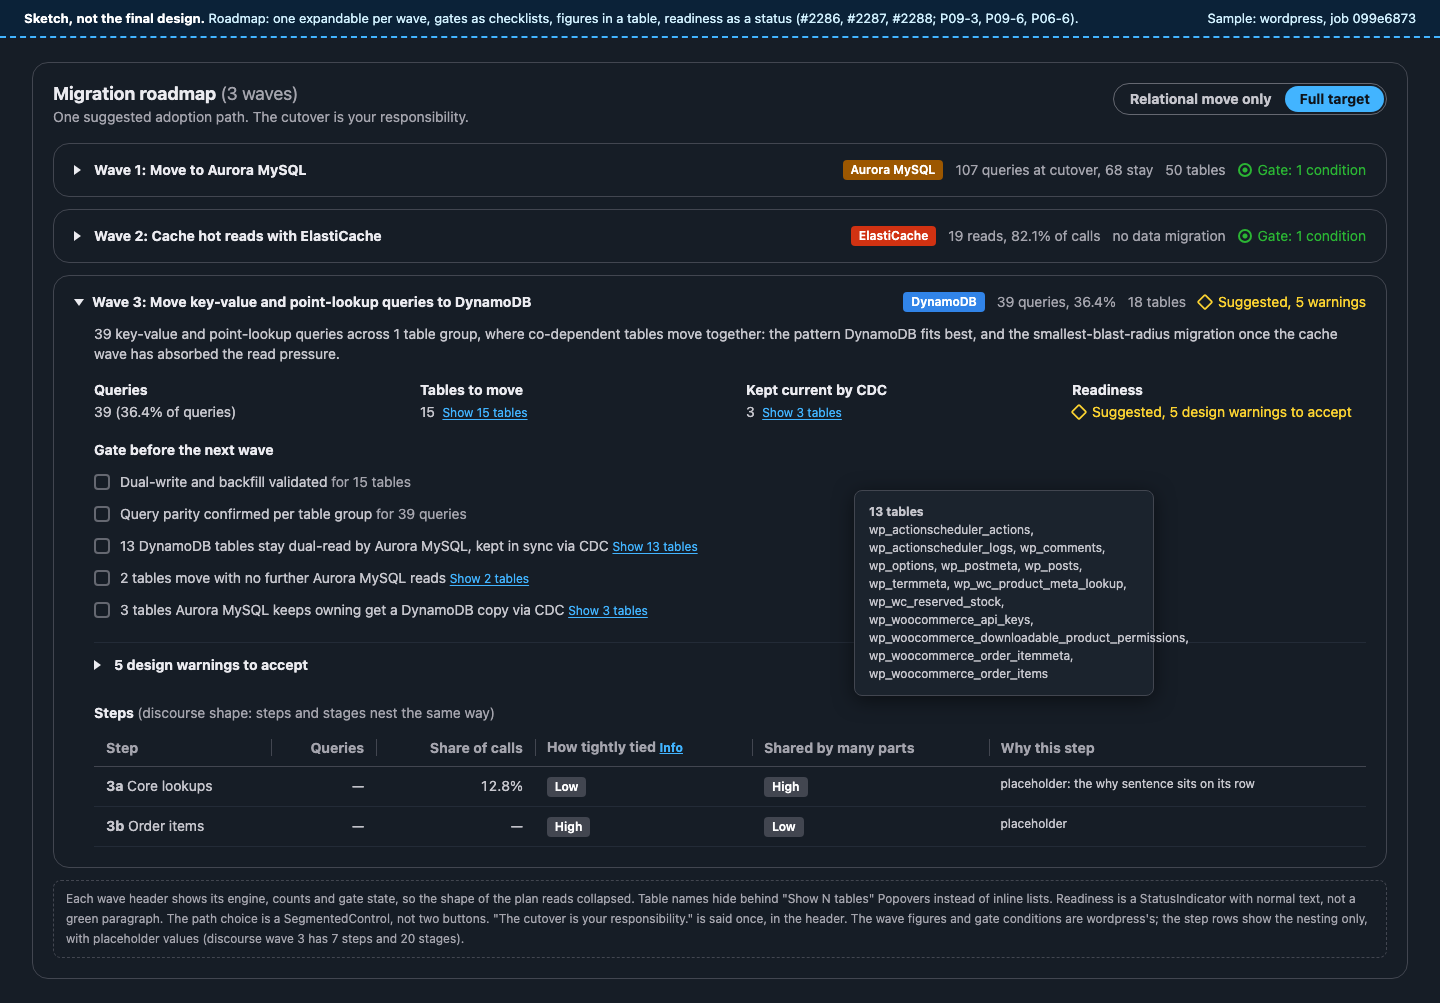 Sketch, not the final design. Roadmap: one expandable per wave, gates as checklists, figures in a table, readiness as a status (#2286, #2287, #2288; P09-3, P09-6, P06-6).
Sample: wordpress, job 099e6873
Migration roadmap (3 waves)
One suggested adoption path. The cutover is your responsibility.
Relational move only
Full target
Wave 1: Move to Aurora MySQL
Aurora MySQL
107 queries at cutover, 68 stay
50 tables
Gate: 1 condition
Wave 2: Cache hot reads with ElastiCache
ElastiCache
19 reads, 82.1% of calls
no data migration
Gate: 1 condition
Wave 3: Move key-value and point-lookup queries to DynamoDB
DynamoDB
39 queries, 36.4%
18 tables
Suggested, 5 warnings
39 key-value and point-lookup queries across 1 table group, where co-dependent tables move together: the pattern DynamoDB fits best, and the smallest-blast-radius migration once the cache
wave has absorbed the read pressure.
Queries
39 (36.4% of queries)
Tables to move
15 Show 15 tables
Kept current by CDC
3 Show 3 tables
Readiness
Suggested, 5 design warnings to accept
Gate before the next wave
Dual-write and backfill validated for 15 tables
Query parity confirmed per table group for 39 queries
13 DynamoDB tables stay dual-read by Aurora MySQL, kept in sync via CDC Show 13 tables
2 tables move with no further Aurora MySQL reads Show 2 tables
3 tables Aurora MySQL keeps owning get a DynamoDB copy via CDC Show 3 tables
13 tables
wp_actionscheduler_actions,
wp_actionscheduler_logs, wp_comments,
wp_options, wp_postmeta, wp_posts,
wp_termmeta, wp_wc_product_meta_lookup,
wp_wc_reserved_stock,
wp_woocommerce_api_keys,
wp_woocommerce_downloadable_product_permissions,
wp_woocommerce_order_itemmeta,
wp_woocommerce_order_items
5 design warnings to accept
Steps (discourse shape: steps and stages nest the same way)
Step
Queries
Share of calls
How tightly tied Info
Shared by many parts
Why this step
3a Core lookups
—
12.8%
Low
High
placeholder: the why sentence sits on its row
3b Order items
—
—
High
Low
placeholder
Each wave header shows its engine, counts and gate state, so the shape of the plan reads collapsed. Table names hide behind "Show N tables" Popovers instead of inline lists. Readiness is a StatusIndicator with normal text, not a
green paragraph. The path choice is a SegmentedControl, not two buttons. "The cutover is your responsibility." is said once, in the header. The wave figures and gate conditions are wordpress's; the step rows show the nesting only,
with placeholder values (discourse wave 3 has 7 steps and 20 stages).